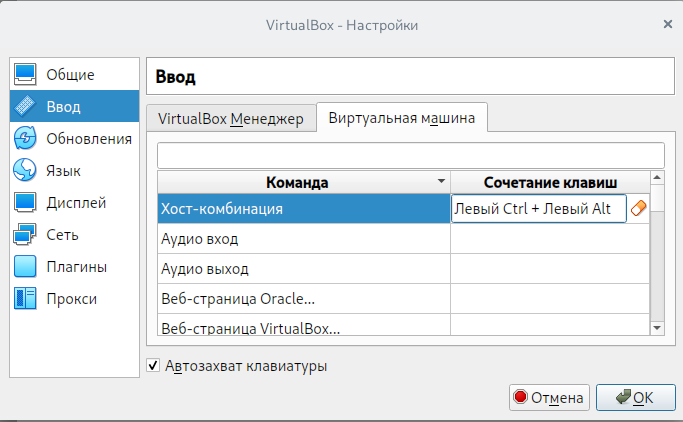 VirtualBox - Настройки
Общие
Ввод
Обновления
Язык
Дисплей
Сеть
Плагины
Прокси
Ввод
VirtualBox Менеджер
Виртуальная машина
Команда
Сочетание клавиш
Хост-комбинация
Левый Ctrl + Левый Alt
Аудио вход
Аудио выход
Веб-страница Oracle...
Веб-страница VirtualBox...
Автозахват клавиатуры
Отмена
OK